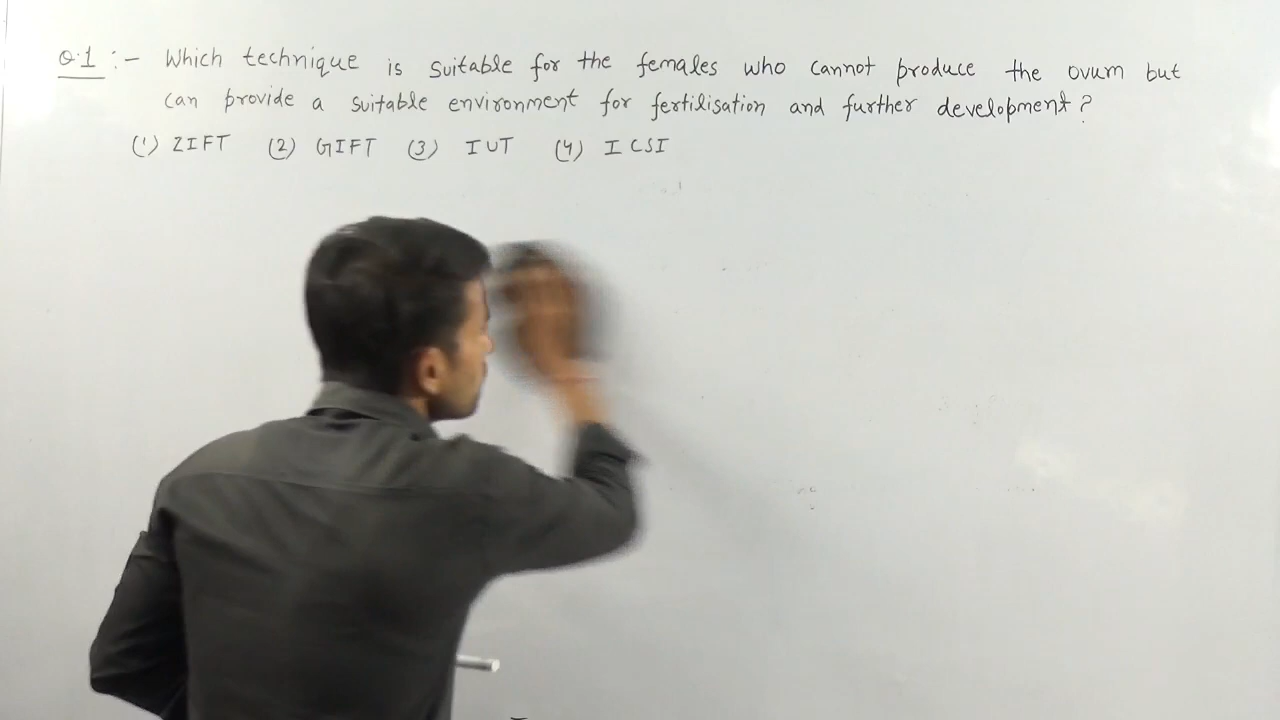 Q.1 :- Which technique is suitable for the females who cannot produce the ovum but
can provide a suitable environment for fertilisation and further development?
(1) ZIFT (2) GIFT (3) IUT (4) ICSI